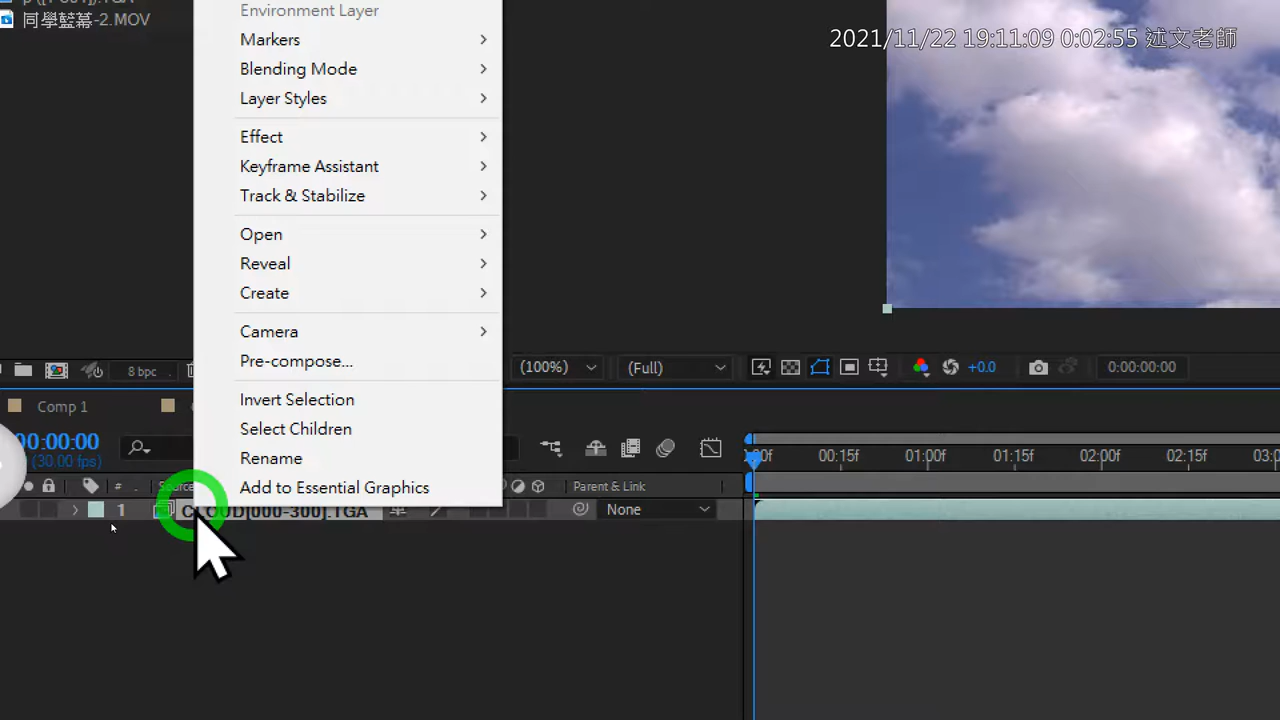 同學藍幕-2.MOV
2021/11/22 19:11:09 0:02:55 述文老師
Environment Layer
Markers
Blending Mode
Layer Styles
Effect
Keyframe Assistant
Track & Stabilize
Open
Reveal
Create
Camera
Pre-compose...
Invert Selection
Select Children
Rename
Add to Essential Graphics
8 bpc
(100%)
(Full)
+0.0
0:00:00:00
Comp 1
00:00:00
(30.00 fps)
00:15f
01:00f
01:15f
02:00f
02:15f
#
Parent & Link
1
CLOUD[000-300].TGA
None